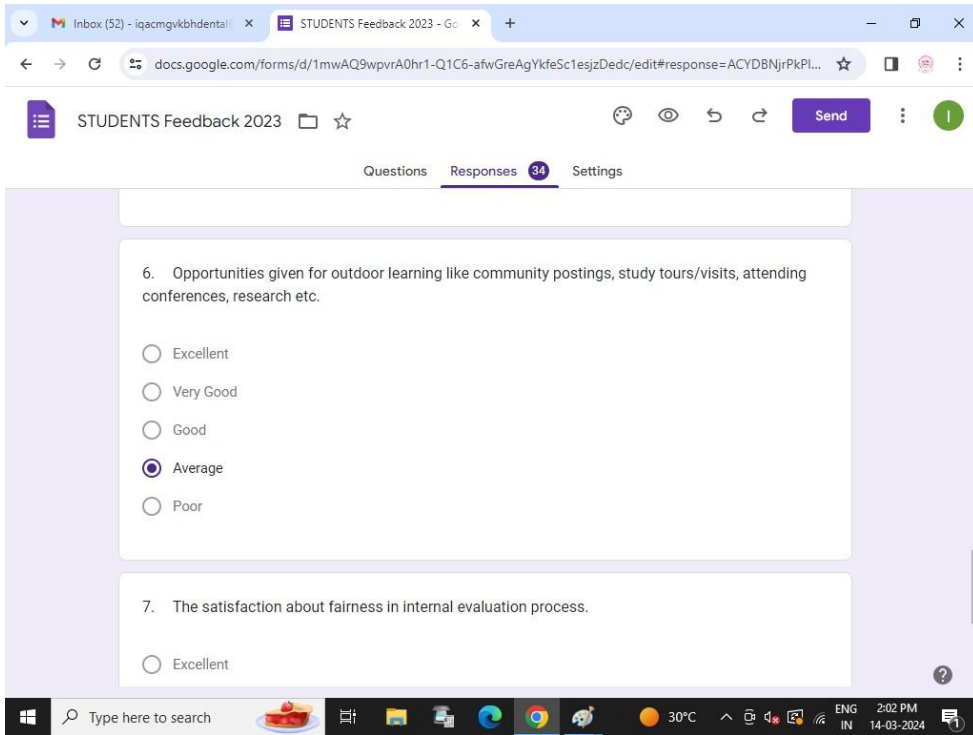 Inbox (52) - iqacmgvkbhdental
STUDENTS Feedback 2023 - Go
docs.google.com/forms/d/1mwAQ9wpvrA0hr1-Q1C6-afwGreAgYkfeSc1esjzDedc/edit#response=ACYDBNjrPkPl...
STUDENTS Feedback 2023
Send
I
Questions Responses 34 Settings
6. Opportunities given for outdoor learning like community postings, study tours/visits, attending
conferences, research etc.
Excellent
Very Good
Good
Average
Poor
7. The satisfaction about fairness in internal evaluation process.
Excellent
Type here to search
30°C
ENG
IN
2:02 PM
14-03-2024
1